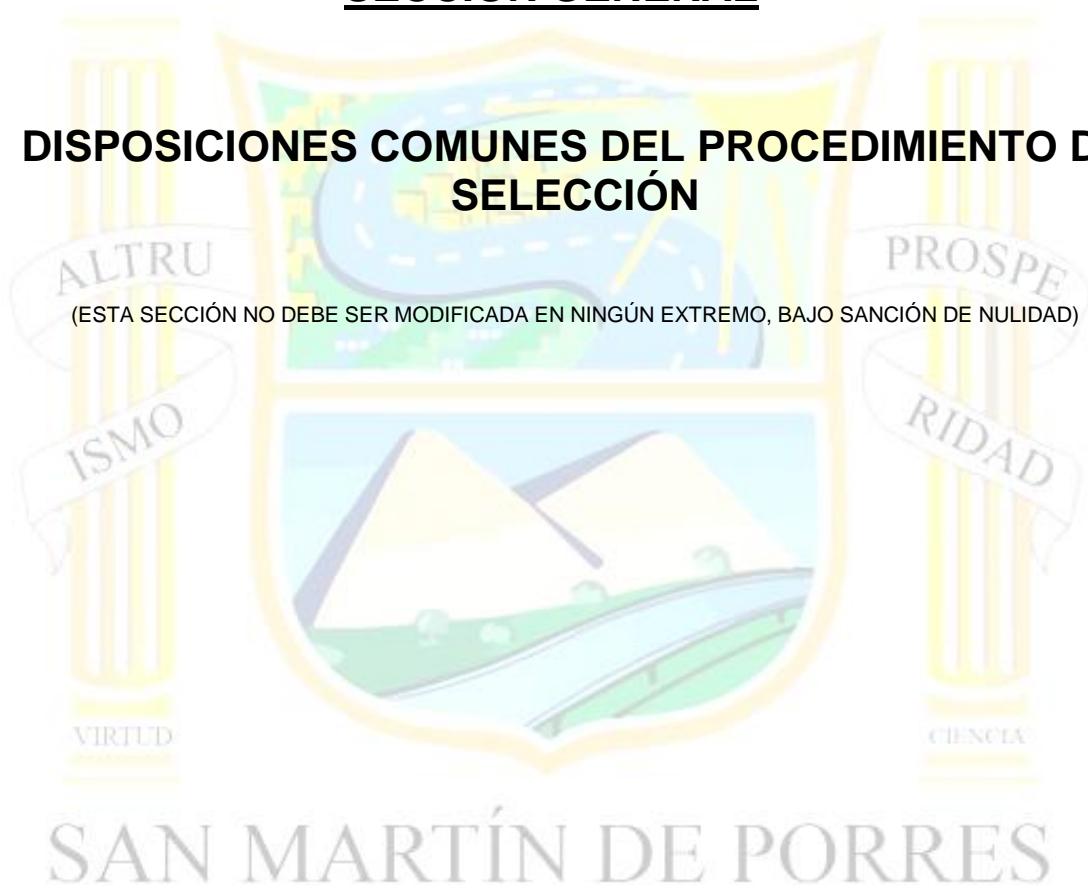 DISPOSICIONES COMUNES DEL PROCEDIMIENTO
SELECCIÓN
ALTRU
PROSPE
(ESTA SECCIÓN NO DEBE SER MODIFICADA EN NINGÚN EXTREMO, BAJO SANCIÓN DE NULIDAD)
ISMO
RIDAD
VIRTUD
CIENCIA
SAN MARTÍN DE PORRES